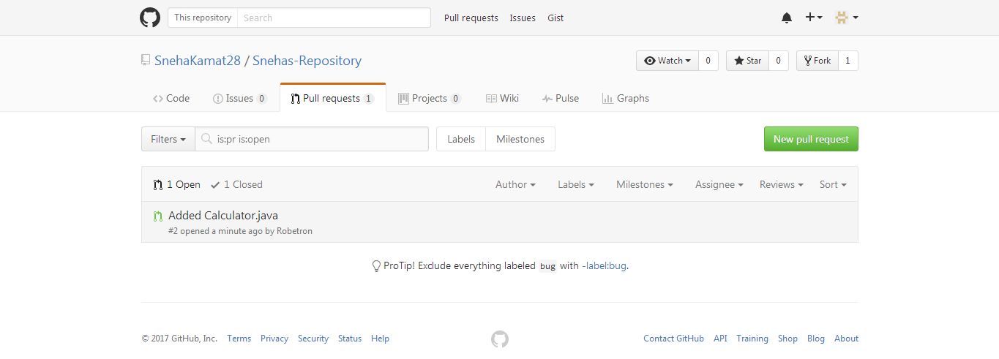 This repository Search Pull requests Issues Gist
SnehaKamat28 / Snehas-Repository Watch 0 Star 0 Fork 1
Code Issues 0 Pull requests 1 Projects 0 Wiki Pulse Graphs
Filters is:pr is:open Labels Milestones New pull request
1 Open 1 Closed Author Labels Milestones Assignee Reviews Sort
Added Calculator.java
#2 opened a minute ago by Robetron
ProTip! Exclude everything labeled bug with -label:bug.
© 2017 GitHub, Inc. Terms Privacy Security Status Help Contact GitHub API Training Shop Blog About